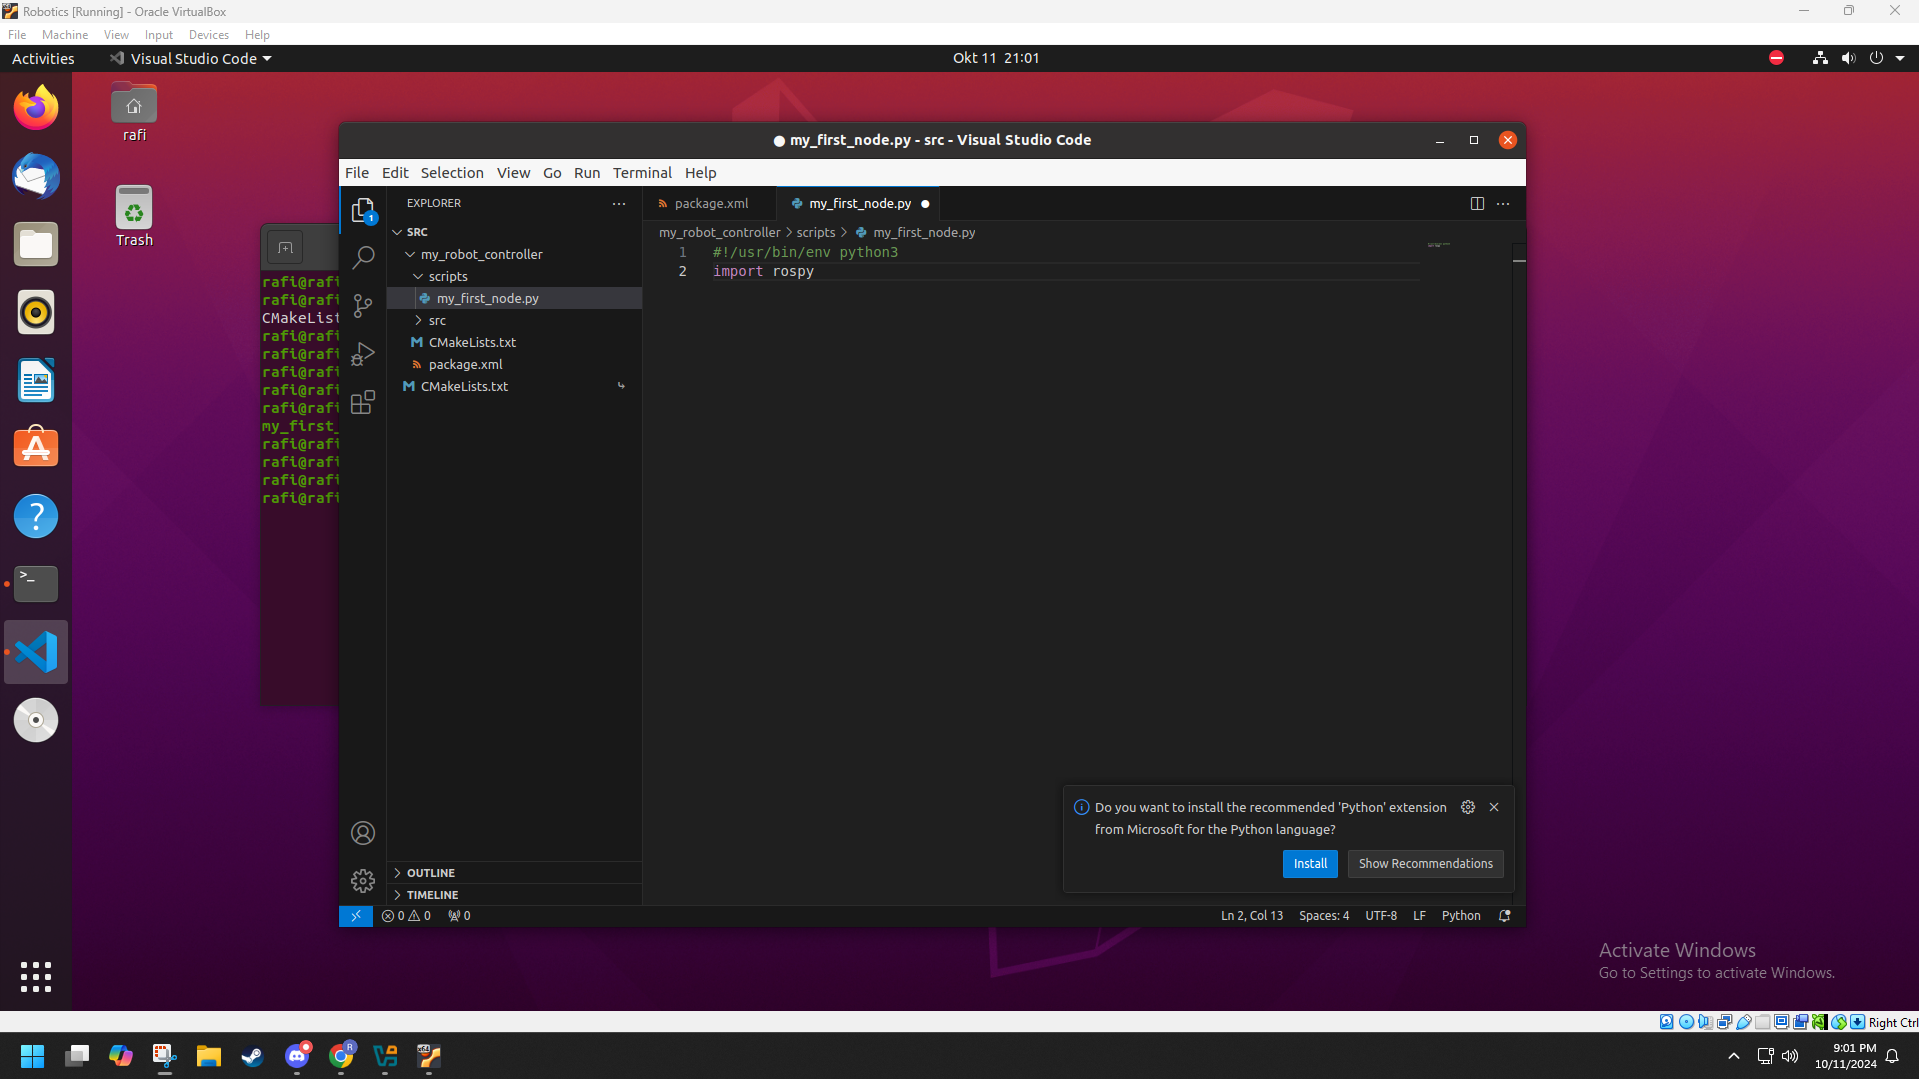 Robotics [Running] - Oracle VirtualBox
File Machine View Input Devices Help
Activities Visual Studio Code Okt 11 21:01
rafi
Trash
● my_first_node.py - src - Visual Studio Code
File Edit Selection View Go Run Terminal Help
EXPLORER
package.xml
my_first_node.py
SRC
my_robot_controller
scripts
my_first_node.py
src
CMakeLists.txt
package.xml
CMakeLists.txt
my_robot_controller > scripts > my_first_node.py
1 #!/usr/bin/env python3
2 import rospy
1
rafi@rafi
rafi@rafi
CMakeList
rafi@rafi
rafi@rafi
rafi@rafi
rafi@rafi
rafi@rafi
my_first_
rafi@rafi
rafi@rafi
rafi@rafi
rafi@rafi
Do you want to install the recommended 'Python' extension
from Microsoft for the Python language?
Install Show Recommendations
OUTLINE
TIMELINE
0 0 0
Ln 2, Col 13 Spaces: 4 UTF-8 LF Python
Activate Windows
Go to Settings to activate Windows.
Right Ctrl
9:01 PM
10/11/2024